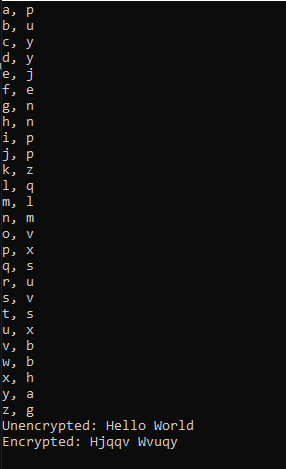 a, p
b, u
c, y
d, y
e, j
f, e
g, n
h, n
i, p
j, p
k, z
l, q
m, l
n, m
o, v
p, x
q, s
r, u
s, v
t, s
u, x
v, b
w, b
x, h
y, a
z, g
Unencrypted: Hello World
Encrypted: Hjqqv Wvuqy